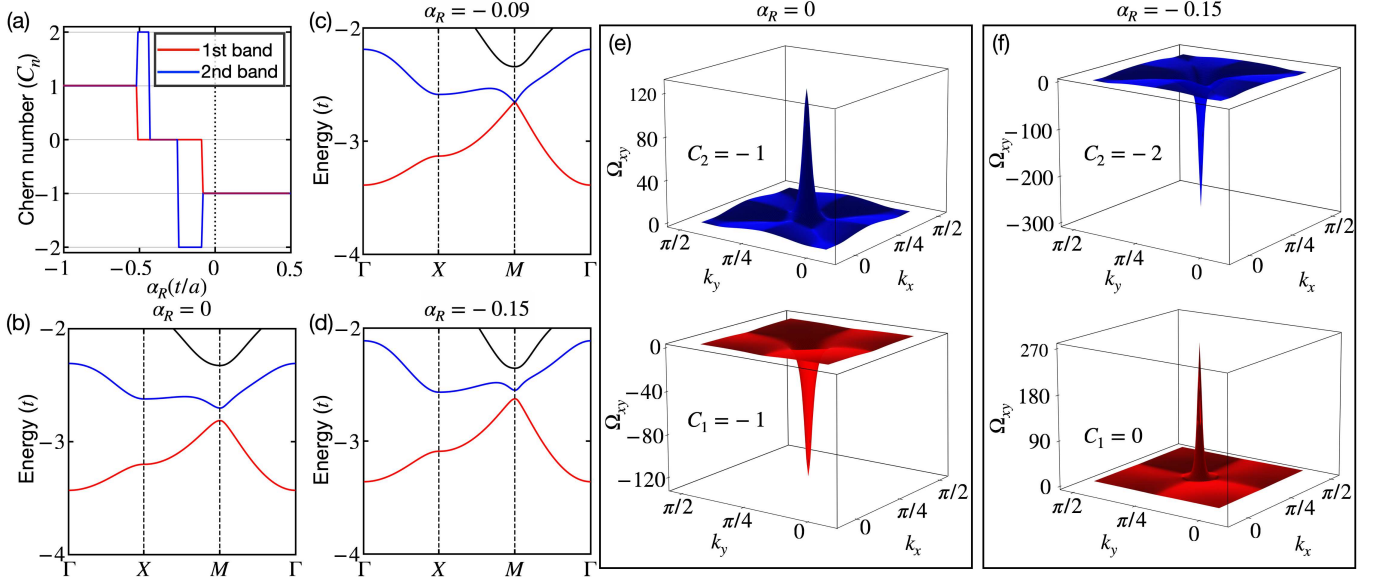 (a)
Chern number (Cₙ)
2
1
0
−1
−2
1st band
2nd band
−1
−0.5
0
0.5
α_R(t/a)
(b)
α_R = 0
Energy (t)
−2
−3
−4
Γ X M Γ
(c)
α_R = − 0.09
Energy (t)
−2
−3
−4
Γ X M Γ
(d)
α_R = − 0.15
Energy (t)
−2
−3
−4
Γ X M Γ
α_R = 0
(e)
Ω_xy
120
80
40
0
C₂ = − 1
π/2
π/4
0
k_y
0
π/4
π/2
k_x
Ω_xy
0
−40
−80
−120
C₁ = − 1
π/2
π/4
0
k_y
0
π/4
π/2
k_x
α_R = − 0.15
(f)
Ω_xy
0
−100
−200
−300
C₂ = − 2
π/2
π/4
0
k_y
0
π/4
π/2
k_x
Ω_xy
270
180
90
0
C₁ = 0
π/2
π/4
0
k_y
0
π/4
π/2
k_x